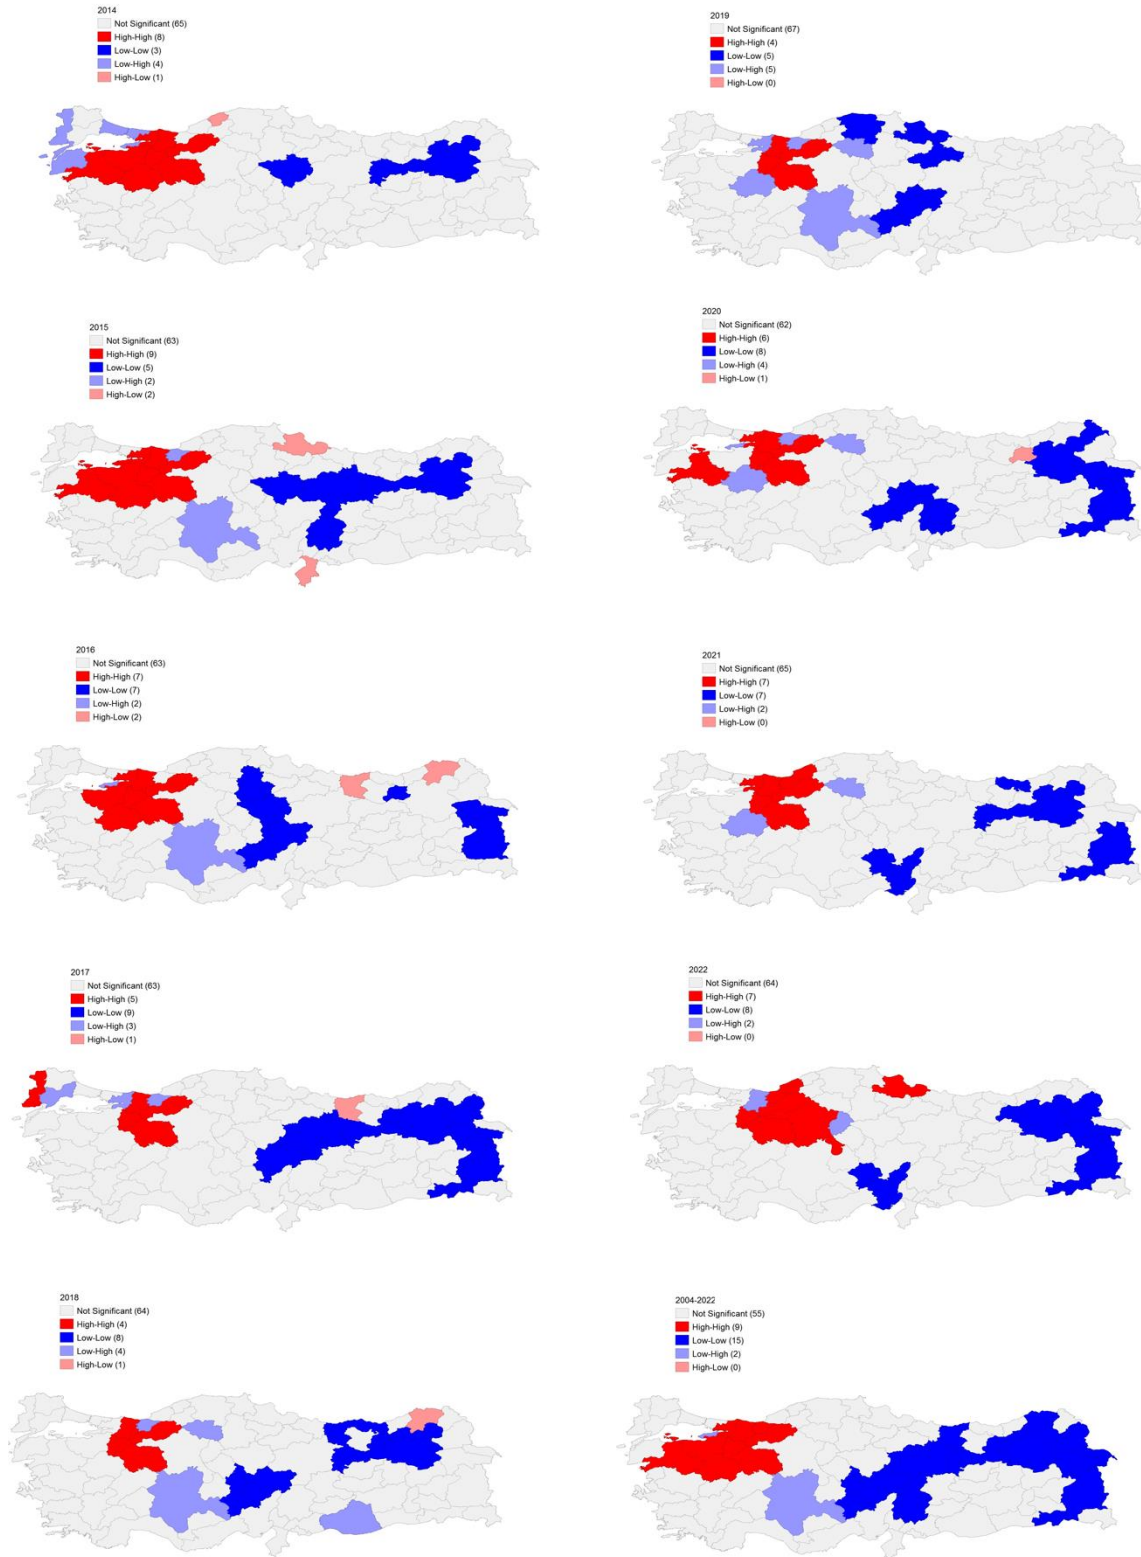 2014
Not Significant (65)
High-High (8)
Low-Low (3)
Low-High (4)
High-Low (1)
2019
Not Significant (67)
High-High (4)
Low-Low (5)
Low-High (5)
High-Low (0)
2015
Not Significant (63)
High-High (9)
Low-Low (5)
Low-High (2)
High-Low (2)
2020
Not Significant (62)
High-High (6)
Low-Low (8)
Low-High (4)
High-Low (1)
2016
Not Significant (63)
High-High (7)
Low-Low (7)
Low-High (2)
High-Low (2)
2021
Not Significant (65)
High-High (7)
Low-Low (7)
Low-High (2)
High-Low (0)
2017
Not Significant (63)
High-High (5)
Low-Low (9)
Low-High (3)
High-Low (1)
2022
Not Significant (64)
High-High (7)
Low-Low (8)
Low-High (2)
High-Low (0)
2018
Not Significant (64)
High-High (4)
Low-Low (8)
Low-High (4)
High-Low (1)
2004-2022
Not Significant (55)
High-High (9)
Low-Low (15)
Low-High (2)
High-Low (0)